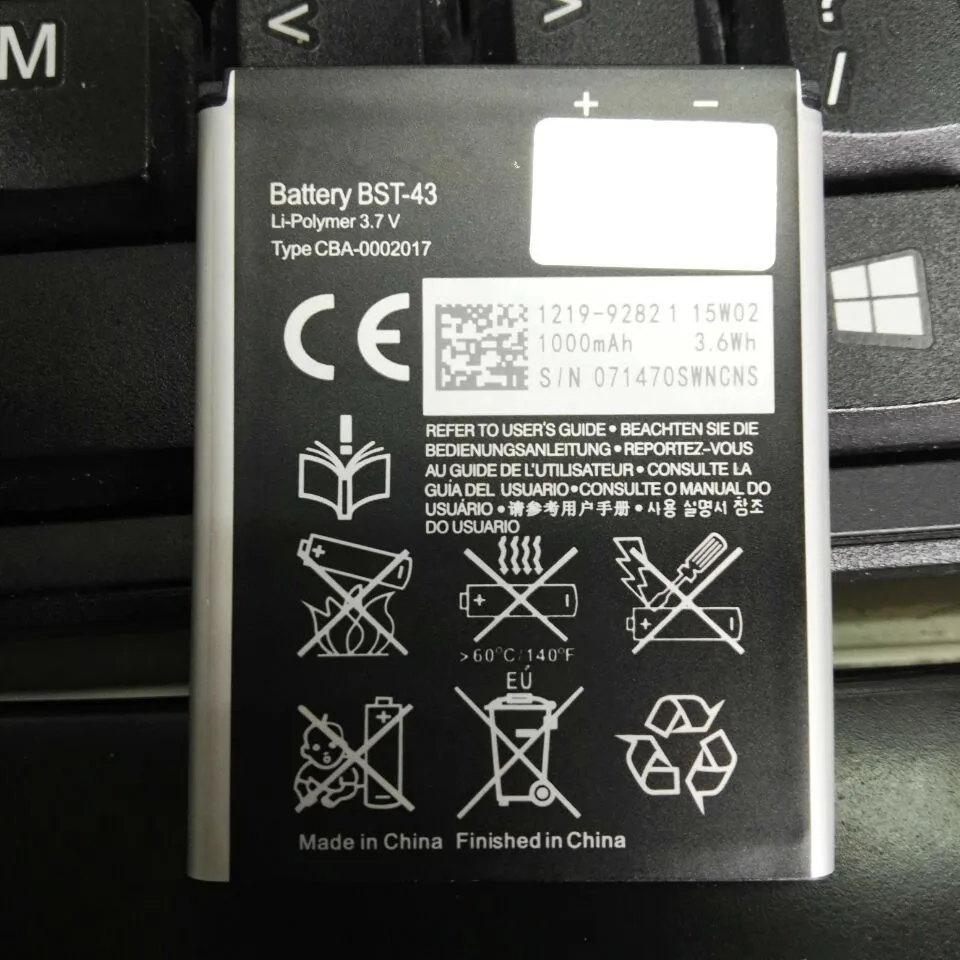 M
V
V
/
+ −
Battery BST-43
Li-Polymer 3.7 V
Type CBA-0002017
CE
1219-9282 1 15W02
1000mAh 3.6Wh
S/N 071470SWNCNS
REFER TO USER'S GUIDE • BEACHTEN SIE DIE
BEDIENUNGSANLEITUNG • REPORTEZ-VOUS
AU GUIDE DE L'UTILISATEUR • CONSULTE LA
GUÍA DEL USUARIO • CONSULTE O MANUAL DO
USUÁRIO • 请参考用户手册 • 사용 설명서 참조
DO USUARIO
>60°C/140°F
EÚ
Made in China Finished in China